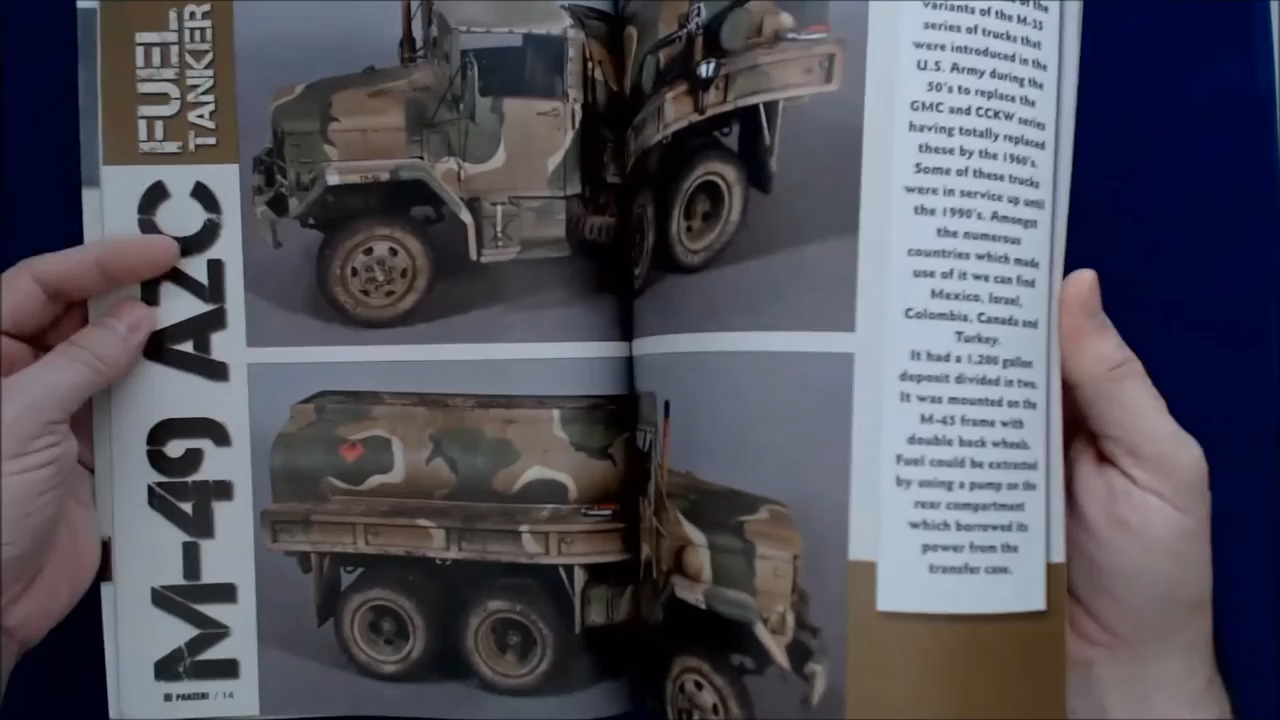 FUEL
TANKER
M-49 A2C
PANZER / 14
of the
variants of the M-35
series of trucks that
were introduced in the
U.S. Army during the
50's to replace the
GMC and CCKW series
having totally replaced
these by the 1960's.
Some of these trucks
were in service up until
the 1990's. Amongst
the numerous
countries which made
use of it we can find
Mexico, Israel,
Colombia, Canada and
Turkey.
It had a 1,200 gallon
deposit divided in two.
It was mounted on the
M-45 frame with
double back wheels.
Fuel could be extracted
by using a pump on the
rear compartment
which borrowed its
power from the
transfer case.